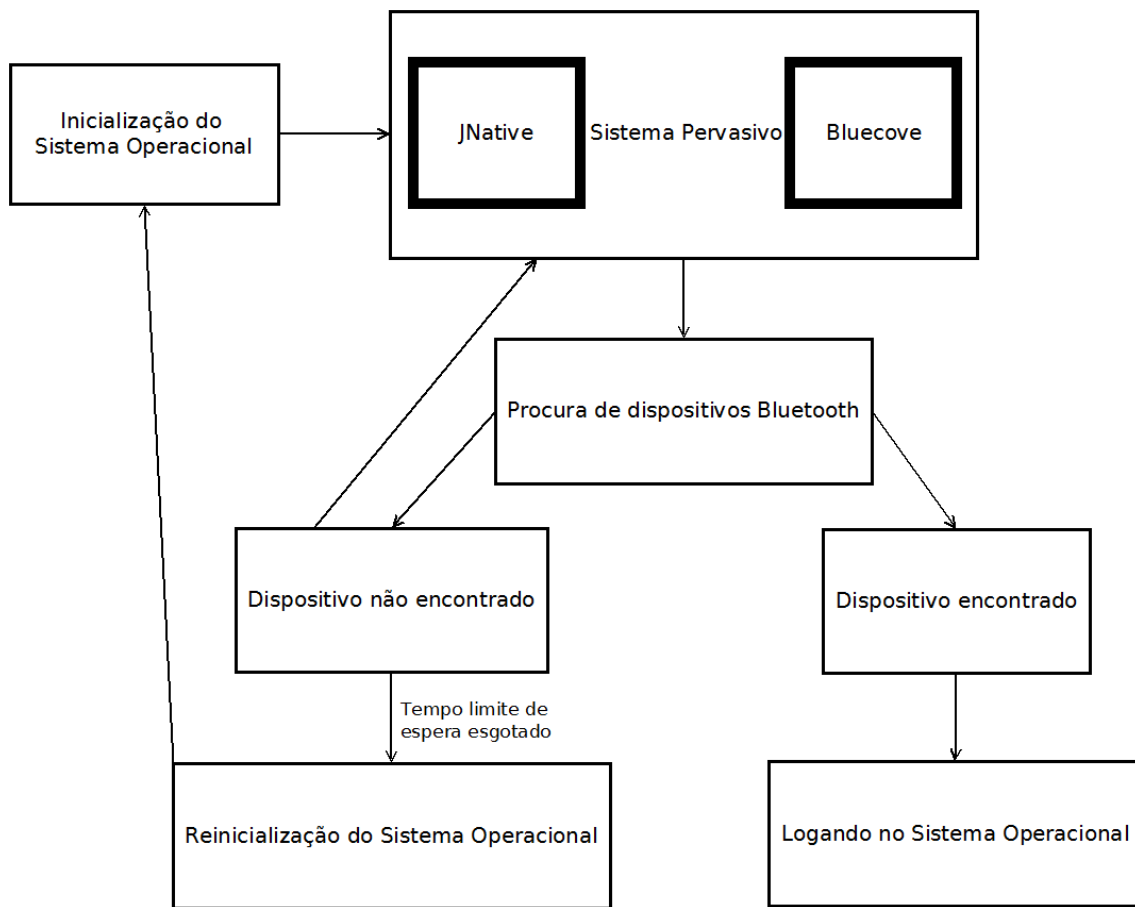 Inicialização do
Sistema Operacional
JNative
Sistema Pervasivo
Bluecove
Procura de dispositivos Bluetooth
Dispositivo não encontrado
Dispositivo encontrado
Tempo limite de
espera esgotado
Reinicialização do Sistema Operacional
Logando no Sistema Operacional